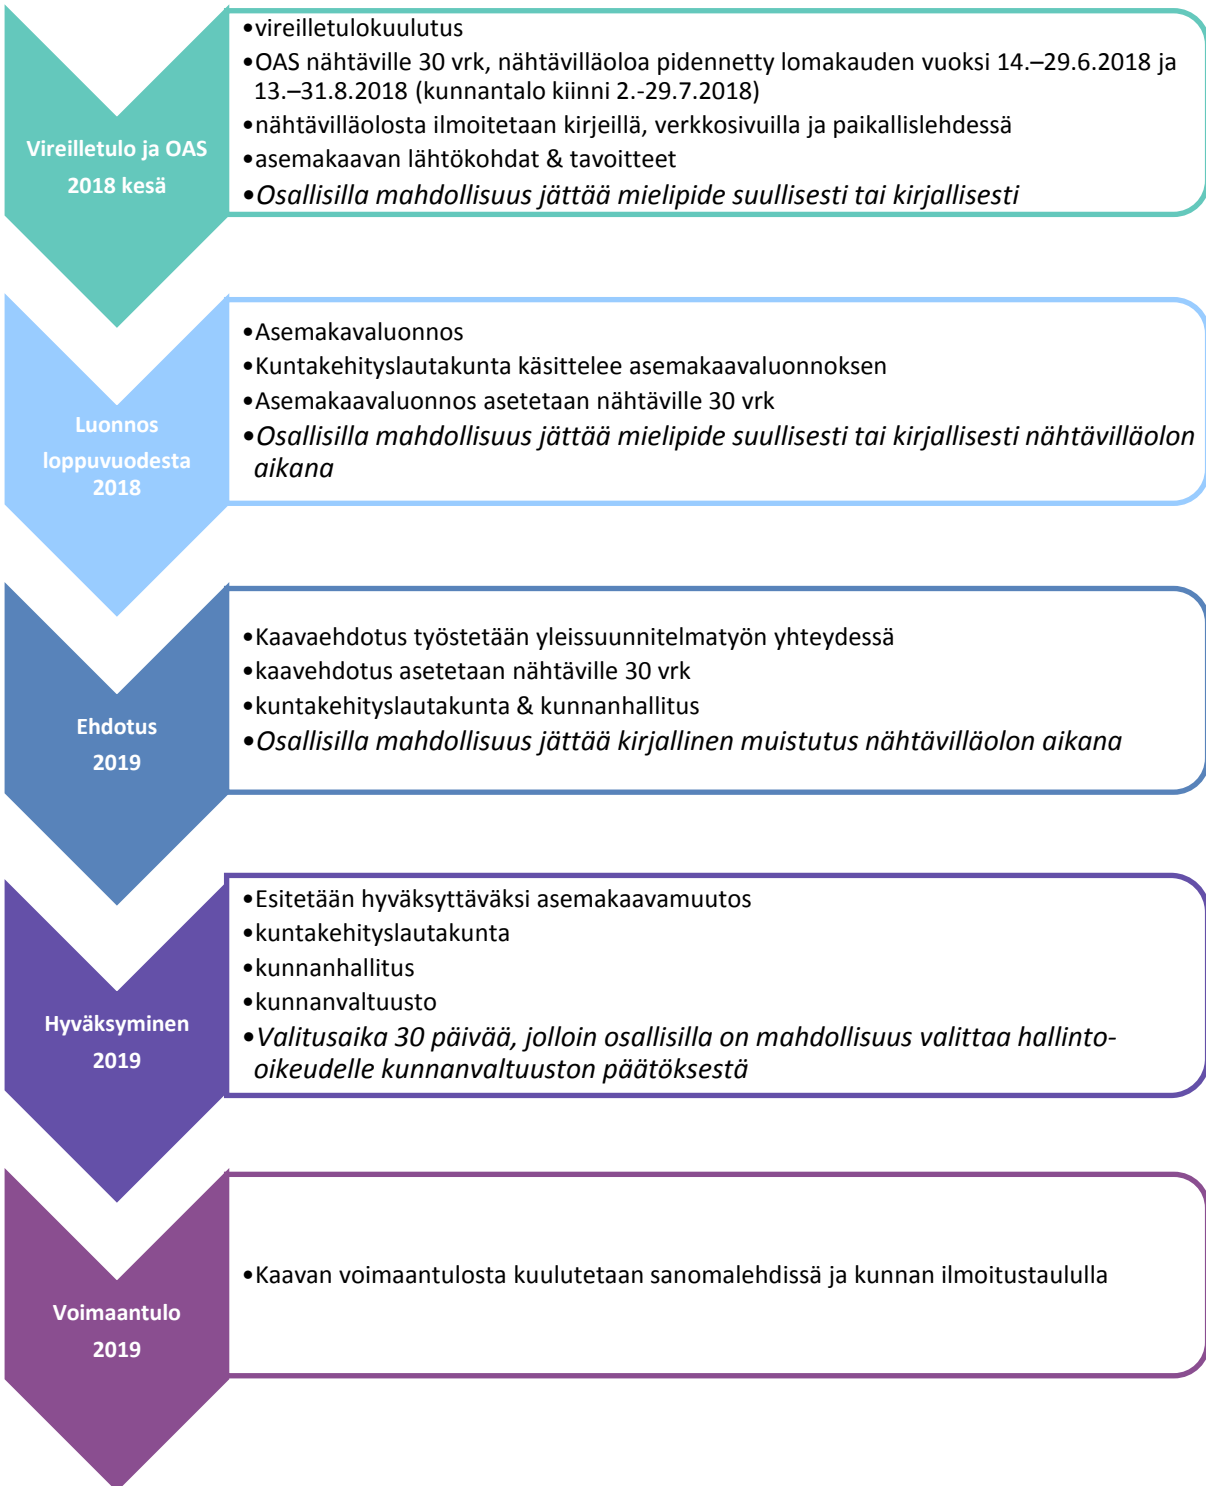 Vireilletulo ja OAS
2018 kesä
•vireilletulokuulutus
•OAS nähtäville 30 vrk, nähtävilläoloa pidennetty lomakauden vuoksi 14.–29.6.2018 ja
13.–31.8.2018 (kunnantalo kiinni 2.-29.7.2018)
•nähtävilläolosta ilmoitetaan kirjeillä, verkkosivuilla ja paikallislehdessä
•asemakaavan lähtökohdat & tavoitteet
•Osallisilla mahdollisuus jättää mielipide suullisesti tai kirjallisesti
Luonnos
loppuvuodesta
2018
•Asemakavaluonnos
•Kuntakehityslautakunta käsittelee asemakaavaluonnoksen
•Asemakaavaluonnos asetetaan nähtäville 30 vrk
•Osallisilla mahdollisuus jättää mielipide suullisesti tai kirjallisesti nähtävilläolon
aikana
Ehdotus
2019
•Kaavaehdotus työstetään yleissuunnitelmatyön yhteydessä
•kaavehdotus asetetaan nähtäville 30 vrk
•kuntakehityslautakunta & kunnanhallitus
•Osallisilla mahdollisuus jättää kirjallinen muistutus nähtävilläolon aikana
Hyväksyminen
2019
•Esitetään hyväksyttäväksi asemakaavamuutos
•kuntakehityslautakunta
•kunnanhallitus
•kunnanvaltuusto
•Valitusaika 30 päivää, jolloin osallisilla on mahdollisuus valittaa hallinto-
oikeudelle kunnanvaltuuston päätöksestä
Voimaantulo
2019
•Kaavan voimaantulosta kuulutetaan sanomalehdissä ja kunnan ilmoitustaululla